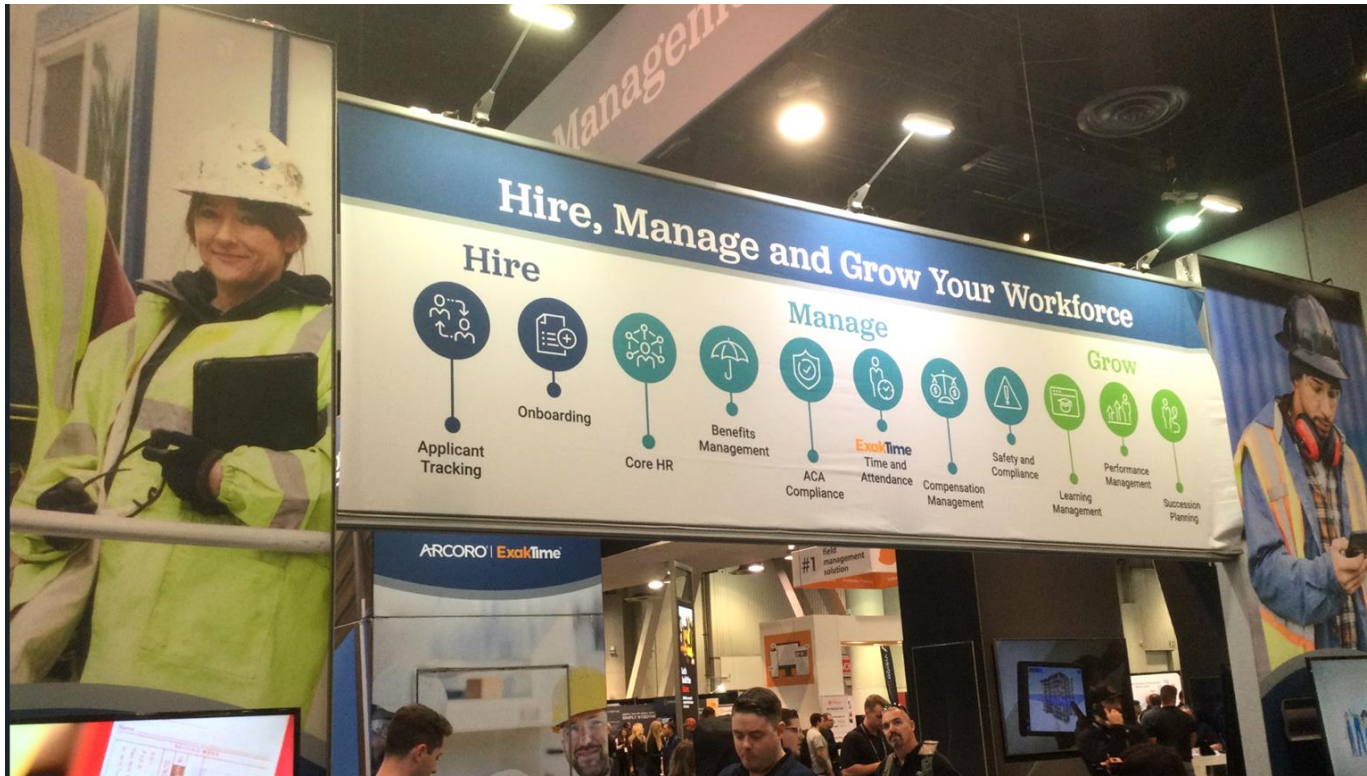 Management
Hire, Manage and Grow Your Workforce
Hire
Manage
Grow
Applicant
Tracking
Onboarding
Core HR
Benefits
Management
ACA
Compliance
ExakTime
Time and
Attendance
Compensation
Management
Safety and
Compliance
Learning
Management
Performance
Management
Succession
Planning
ARCORO | ExakTime
#1 field
management
solution